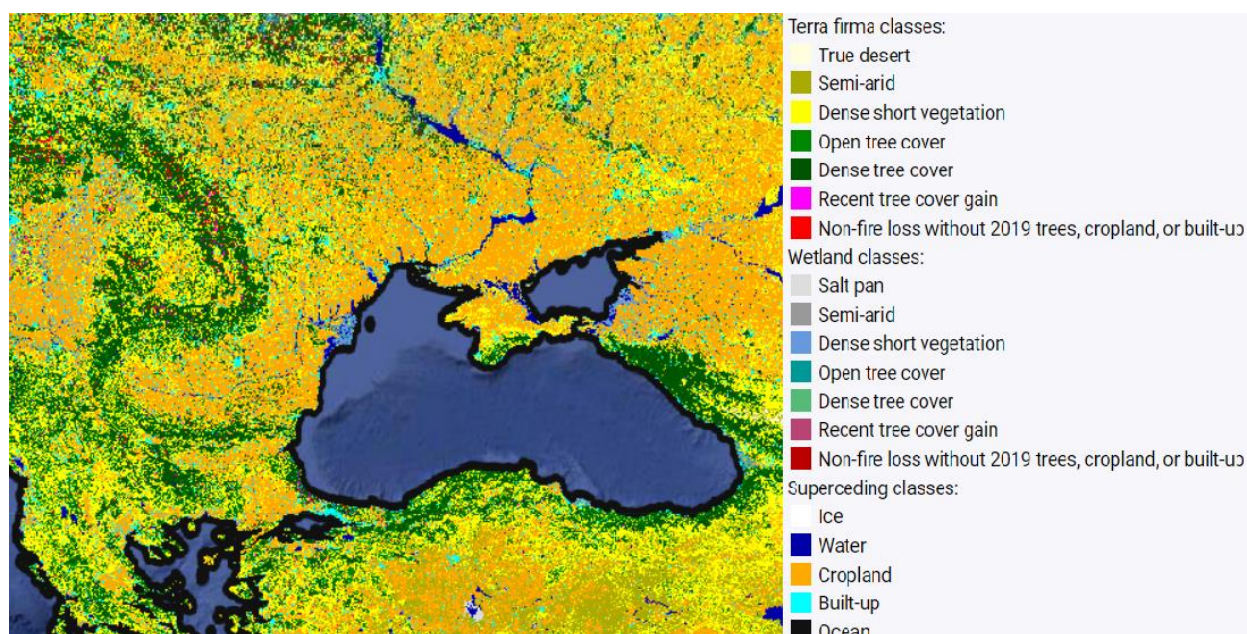 Terra firma classes:
True desert
Semi-arid
Dense short vegetation
Open tree cover
Dense tree cover
Recent tree cover gain
Non-fire loss without 2019 trees, cropland, or built-up
Wetland classes:
Salt pan
Semi-arid
Dense short vegetation
Open tree cover
Dense tree cover
Recent tree cover gain
Non-fire loss without 2019 trees, cropland, or built-up
Superceding classes:
Ice
Water
Cropland
Built-up
Ocean